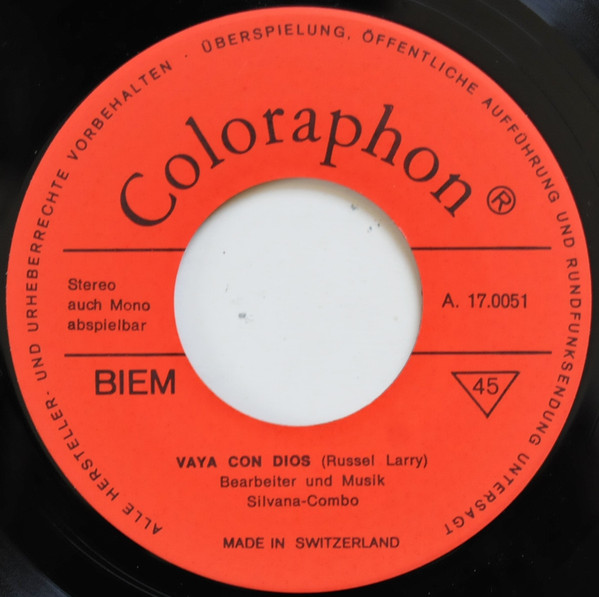 ALLE HERSTELLER- UND URHEBERRECHTE VORBEHALTEN · ÜBERSPIELUNG, ÖFFENTLICHE AUFFÜHRUNG UND RUNDFUNKSENDUNG UNTERSAGT
Coloraphon®
Stereo
auch Mono
abspielbar
A. 17.0051
BIEM
45
VAYA CON DIOS (Russel Larry)
Bearbeiter und Musik
Silvana-Combo
MADE IN SWITZERLAND